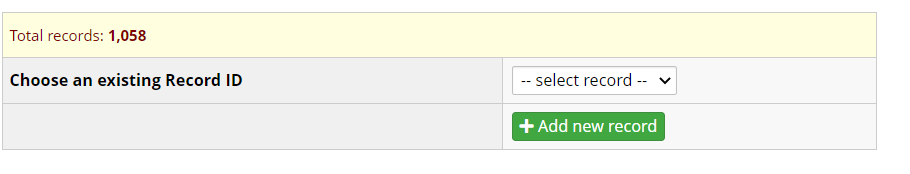 Total records: 1,058
Choose an existing Record ID
-- select record --
Add new record